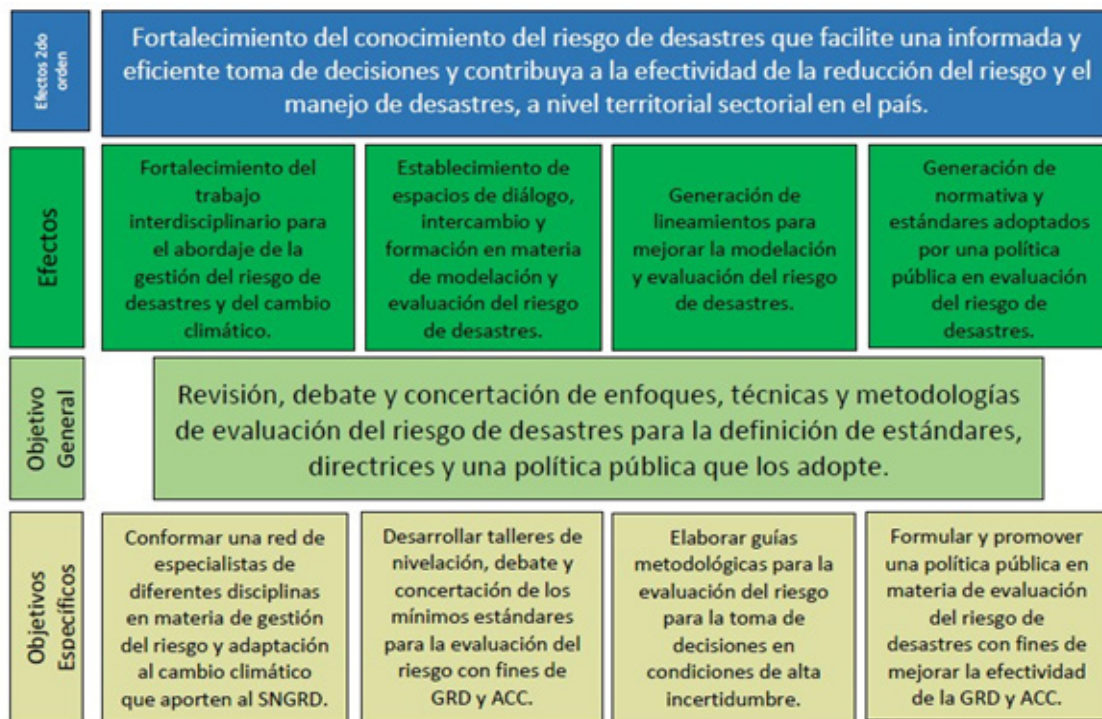 Efectos 2do
orden
Fortalecimiento del conocimiento del riesgo de desastres que facilite una informada y
eficiente toma de decisiones y contribuya a la efectividad de la reducción del riesgo y el
manejo de desastres, a nivel territorial sectorial en el país.
Efectos
Fortalecimiento del
trabajo
interdisciplinario para
el abordaje de la
gestión del riesgo de
desastres y del cambio
climático.
Establecimiento de
espacios de diálogo,
intercambio y
formación en materia
de modelación y
evaluación del riesgo
de desastres.
Generación de
lineamientos para
mejorar la modelación
y evaluación del riesgo
de desastres.
Generación de
normativa y
estándares adoptados
por una política
pública en evaluación
del riesgo de
desastres.
Objetivo
General
Revisión, debate y concertación de enfoques, técnicas y metodologías
de evaluación del riesgo de desastres para la definición de estándares,
directrices y una política pública que los adopte.
Objetivos
Específicos
Conformar una red de
especialistas de
diferentes disciplinas
en materia de gestión
del riesgo y adaptación
al cambio climático
que aporten al SNGRD.
Desarrollar talleres de
nivelación, debate y
concertación de los
mínimos estándares
para la evaluación del
riesgo con fines de
GRD y ACC.
Elaborar guías
metodológicas para la
evaluación del riesgo
para la toma de
decisiones en
condiciones de alta
incertidumbre.
Formular y promover
una política pública en
materia de evaluación
del riesgo de
desastres con fines de
mejorar la efectividad
de la GRD y ACC.